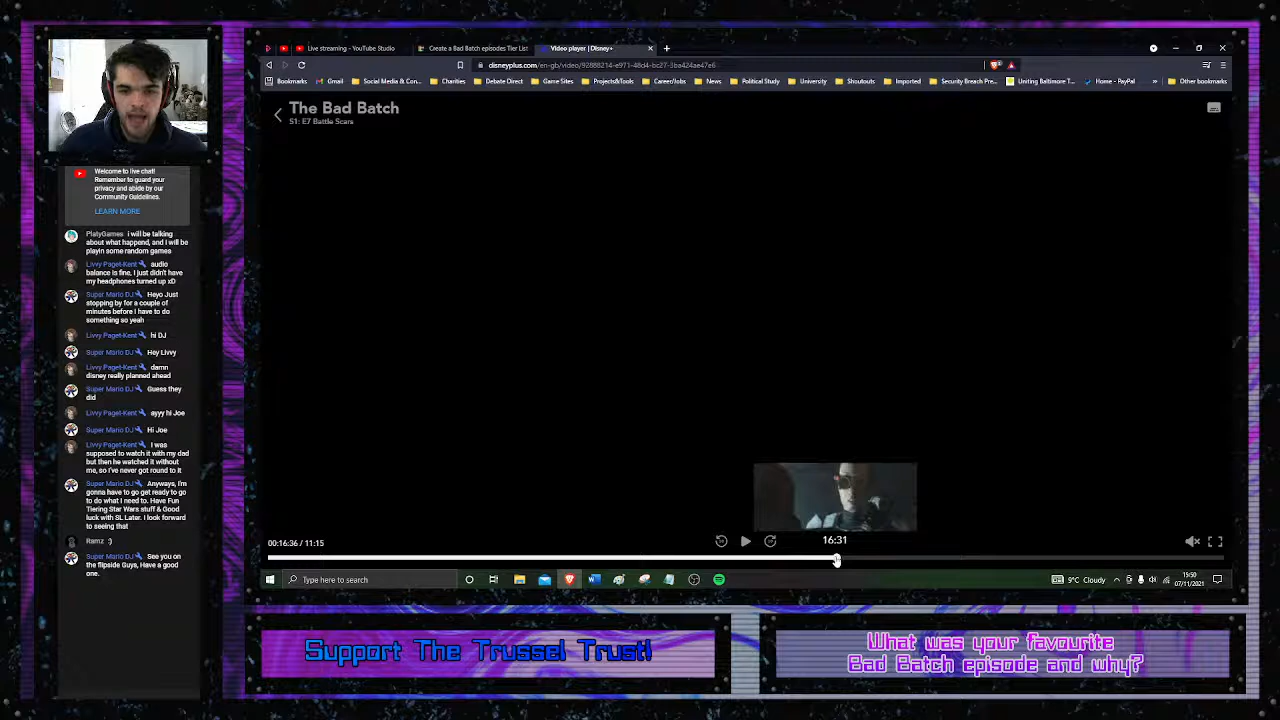 Live streaming - YouTube Studio
Create a Bad Batch episodes Tier List
Video player | Disney+
disneyplus.com/en-gb/video/92888214-e971-48d4-bc27-3ba424ae47e6
Bookmarks
Gmail
Social Media & Con...
Charities
Debate Direct
Game Sites
Projects&Tools
Career/Jobs
News
Political Study
University
Shoutouts
Imported
Security Breach Pre...
Uniting Baltimore T...
Home - PayPal
Other bookmarks
The Bad Batch
S1: E7 Battle Scars
Welcome to live chat!
Remember to guard your
privacy and abide by our
Community Guidelines.
LEARN MORE
PlatyGames i will be talking
about what happend, and I will be
playin some random games
Livvy Paget-Kent audio
balance is fine, I just didn't have
my headphones turned up xD
Super Mario DJ Heyo Just
stopping by for a couple of
minutes before I have to do
something so yeah
Livvy Paget-Kent hi DJ
Super Mario DJ Hey Livvy
Livvy Paget-Kent damn
disney really planned ahead
Super Mario DJ Guess they
did
Livvy Paget-Kent ayyy hi Joe
Super Mario DJ Hi Joe
Livvy Paget-Kent I was
supposed to watch it with my dad
but then he watched it without
me, so i've never got round to it
Super Mario DJ Anyways, I'm
gonna have to go get ready to go
to do what I need to. Have Fun
Tiering Star Wars stuff & Good
luck with SL Later. I look forward
to seeing that
Ramz :)
Super Mario DJ See you on
the flipside Guys, Have a good
one.
16:31
00:16:36 / 11:15
Type here to search
9°C Cloudy
15:50
07/11/2021
Support The Trussel Trust!
What was your favourite
Bad Batch episode and why?